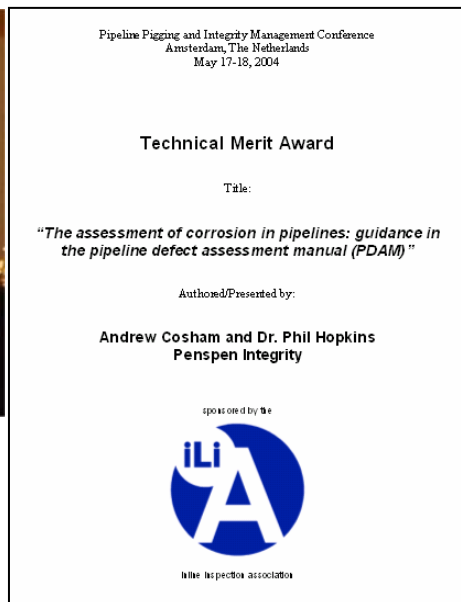 Pipeline Pigging and Integrity Management Conference
Amsterdam, The Netherlands
May 17-18, 2004
Technical Merit Award
Title:
"The assessment of corrosion in pipelines: guidance in
the pipeline defect assessment manual (PDAM)"
Authored/Presented by:
Andrew Cosham and Dr. Phil Hopkins
Penspen Integrity
sponsored by the
iLi
A
Inline Inspection association